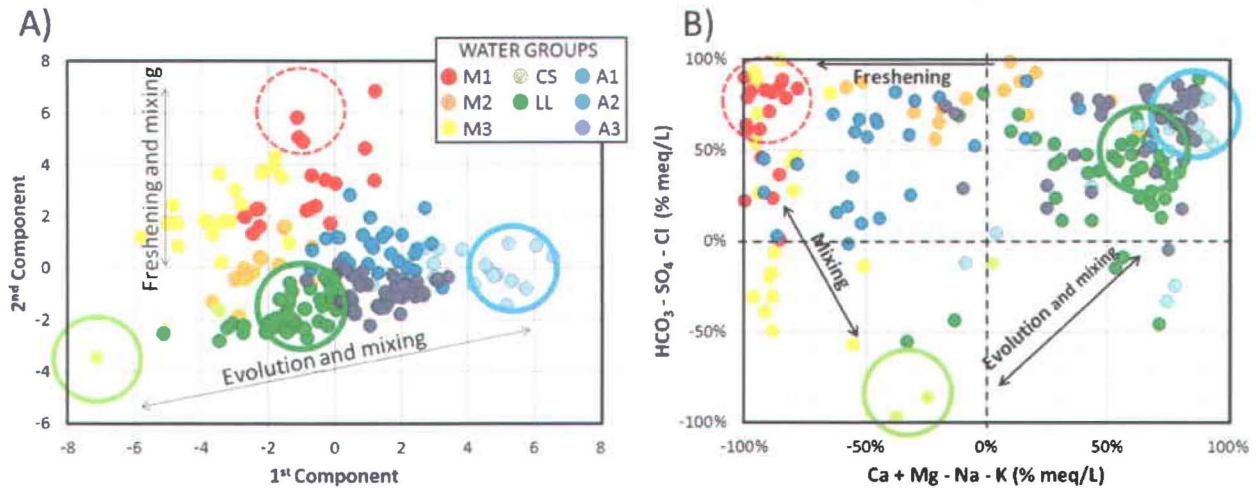 A)
WATER GROUPS
M1 CS A1
M2 LL A2
M3 A3
Freshening and mixing
Evolution and mixing
2nd Component
8
6
4
2
0
-2
-4
-6
-8 -6 -4 -2 0 2 4 6 8
1st Component
B)
Freshening
Mixing
Evolution and mixing
HCO3 - SO4 - Cl (% meq/L)
100%
50%
0%
-50%
-100%
-100% -50% 0% 50% 100%
Ca + Mg - Na - K (% meq/L)